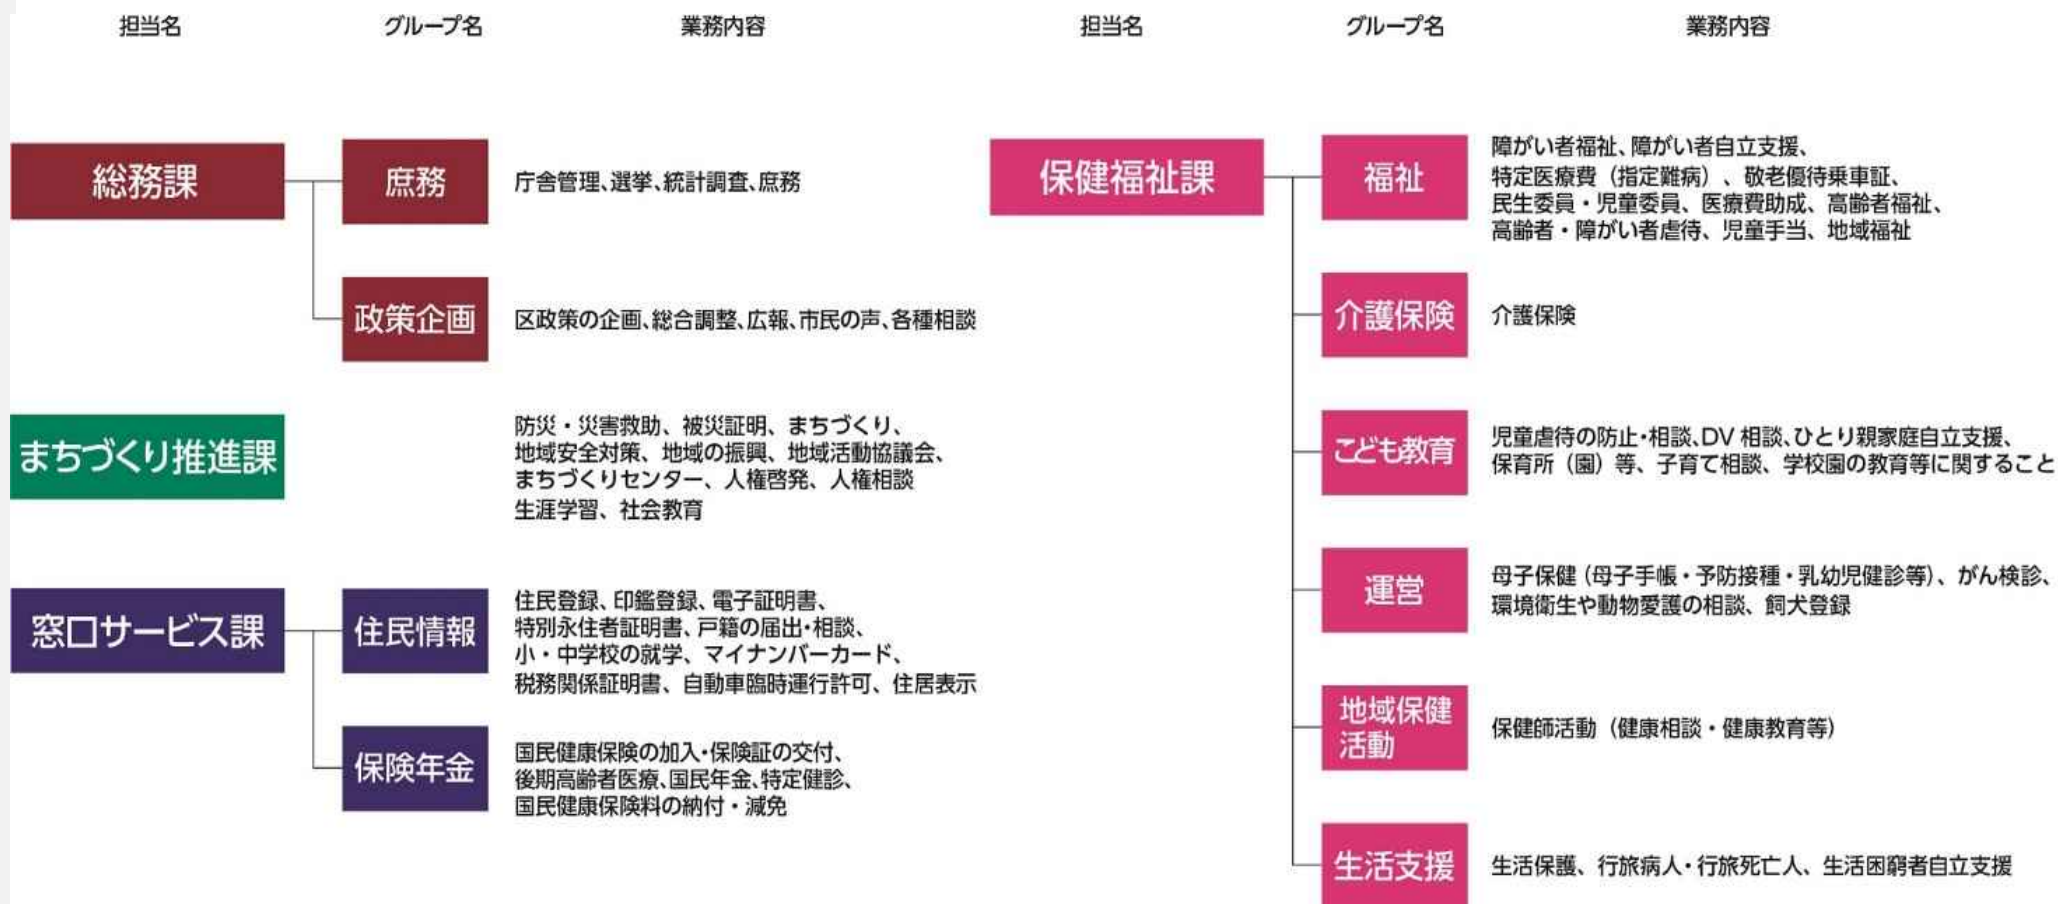 担当名
グループ名
業務内容
総務課
庶務
庁舎管理、選挙、統計調査、庶務
政策企画
区政策の企画、総合調整、広報、市民の声、各種相談
まちづくり推進課
防災・災害救助、被災証明、まちづくり、
地域安全対策、地域の振興、地域活動協議会、
まちづくりセンター、人権啓発、人権相談
生涯学習、社会教育
窓口サービス課
住民情報
住民登録、印鑑登録、電子証明書、
特別永住者証明書、戸籍の届出・相談、
小・中学校の就学、マイナンバーカード、
税務関係証明書、自動車臨時運行許可、住居表示
保険年金
国民健康保険の加入・保険証の交付、
後期高齢者医療、国民年金、特定健診、
国民健康保険料の納付・減免
担当名
グループ名
業務内容
保健福祉課
福祉
障がい者福祉、障がい者自立支援、
特定医療費（指定難病）、敬老優待乗車証、
民生委員・児童委員、医療費助成、高齢者福祉、
高齢者・障がい者虐待、児童手当、地域福祉
介護保険
介護保険
こども教育
児童虐待の防止・相談、DV 相談、ひとり親家庭自立支援、
保育所（園）等、子育て相談、学校園の教育等に関すること
運営
母子保健（母子手帳・予防接種・乳幼児健診等）、がん検診、
環境衛生や動物愛護の相談、飼犬登録
地域保健
活動
保健師活動（健康相談・健康教育等）
生活支援
生活保護、行旅病人・行旅死亡人、生活困窮者自立支援